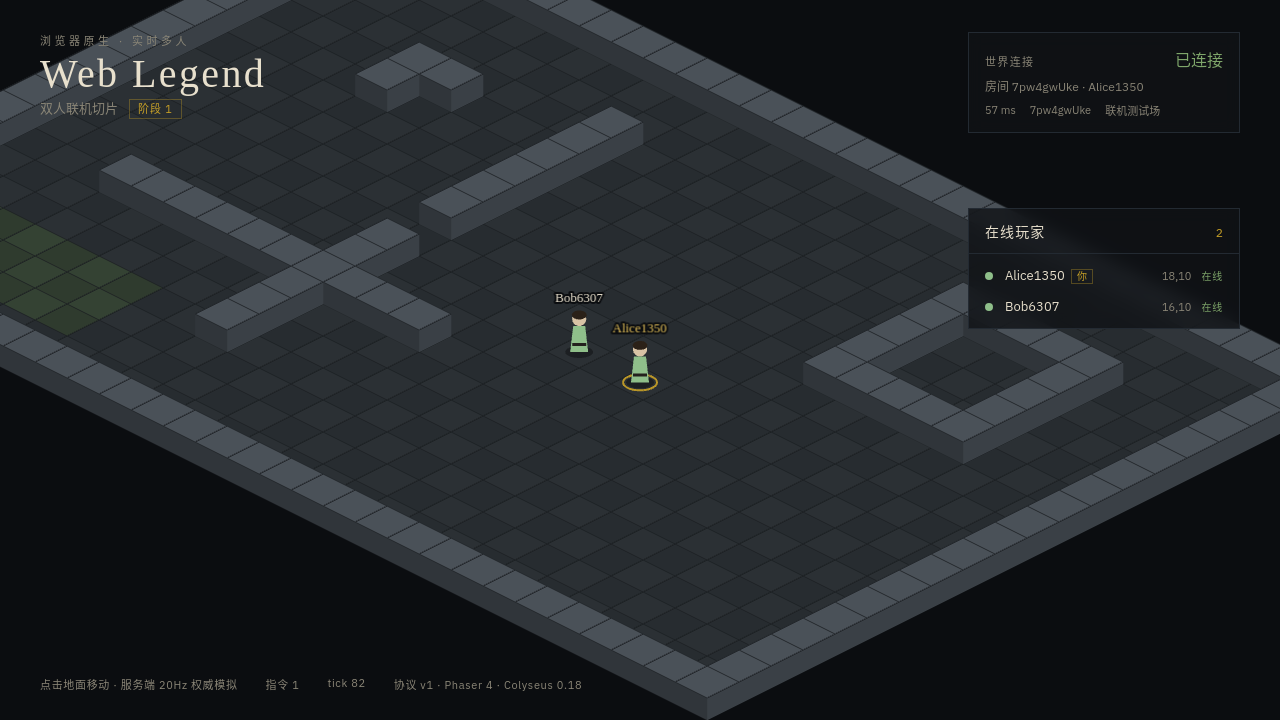 浏览器原生 · 实时多人
Web Legend
双人联机切片 阶段 1
世界连接 已连接
房间 7pw4gwUke · Alice1350
57 ms 7pw4gwUke 联机测试场
在线玩家 2
Alice1350 你 18,10 在线
Bob6307 16,10 在线
Bob6307
Alice1350
点击地面移动 · 服务端 20Hz 权威模拟 指令 1 tick 82 协议 v1 · Phaser 4 · Colyseus 0.18